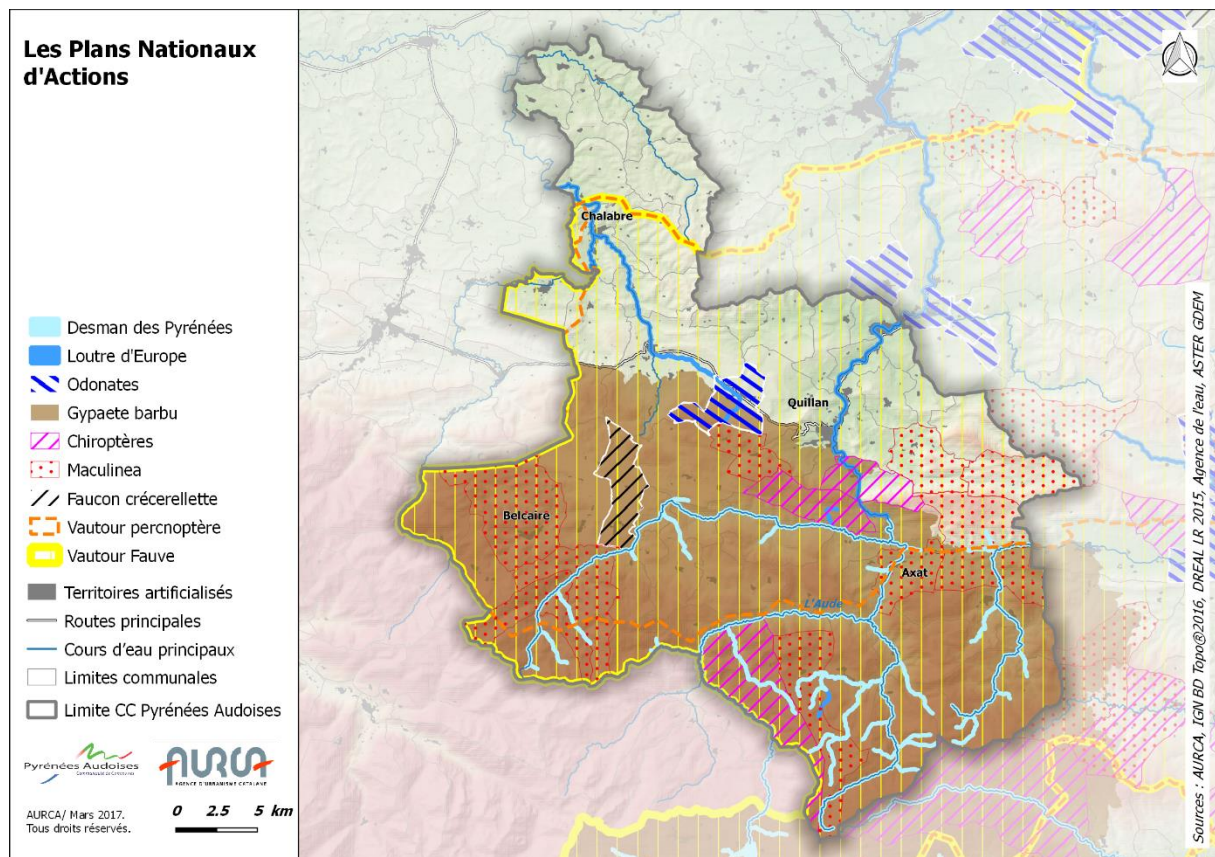 Les Plans Nationaux
d'Actions
Desman des Pyrénées
Loutre d'Europe
Odonates
Gypaete barbu
Chiroptères
Maculinea
Faucon crécerellette
Vautour percnoptère
Vautour Fauve
Territoires artificialisés
Routes principales
Cours d'eau principaux
Limites communales
Limite CC Pyrénées Audoises
Pyrénées Audoises
Communauté de Communes
AURCA
AGENCE D'URBANISME CATALANE
AURCA/ Mars 2017.
Tous droits réservés.
0 2.5 5 km
Chalabre
Quillan
Belcaire
Axat
L'Aude
Sources : AURCA, IGN BD Topo®2016, DREAL LR 2015, Agence de l'eau, ASTER GDEM